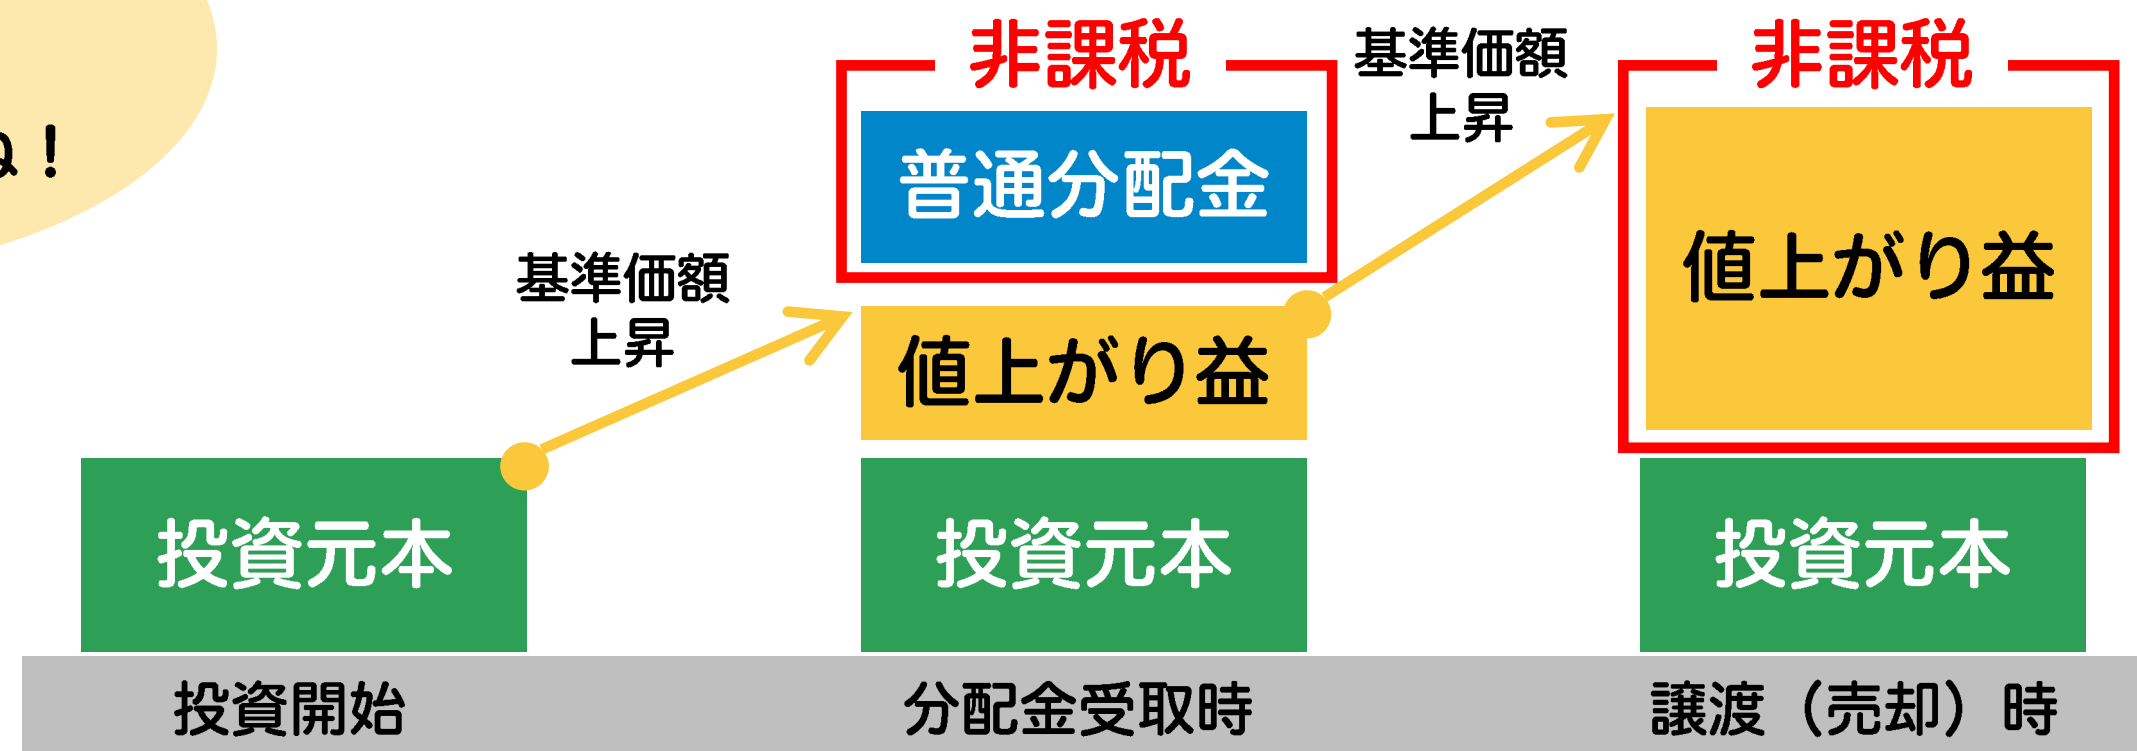 ね！
非課税
基準価額
上昇
非課税
普通分配金
値上がり益
基準価額
上昇
値上がり益
投資元本
投資元本
投資元本
投資開始
分配金受取時
譲渡（売却）時